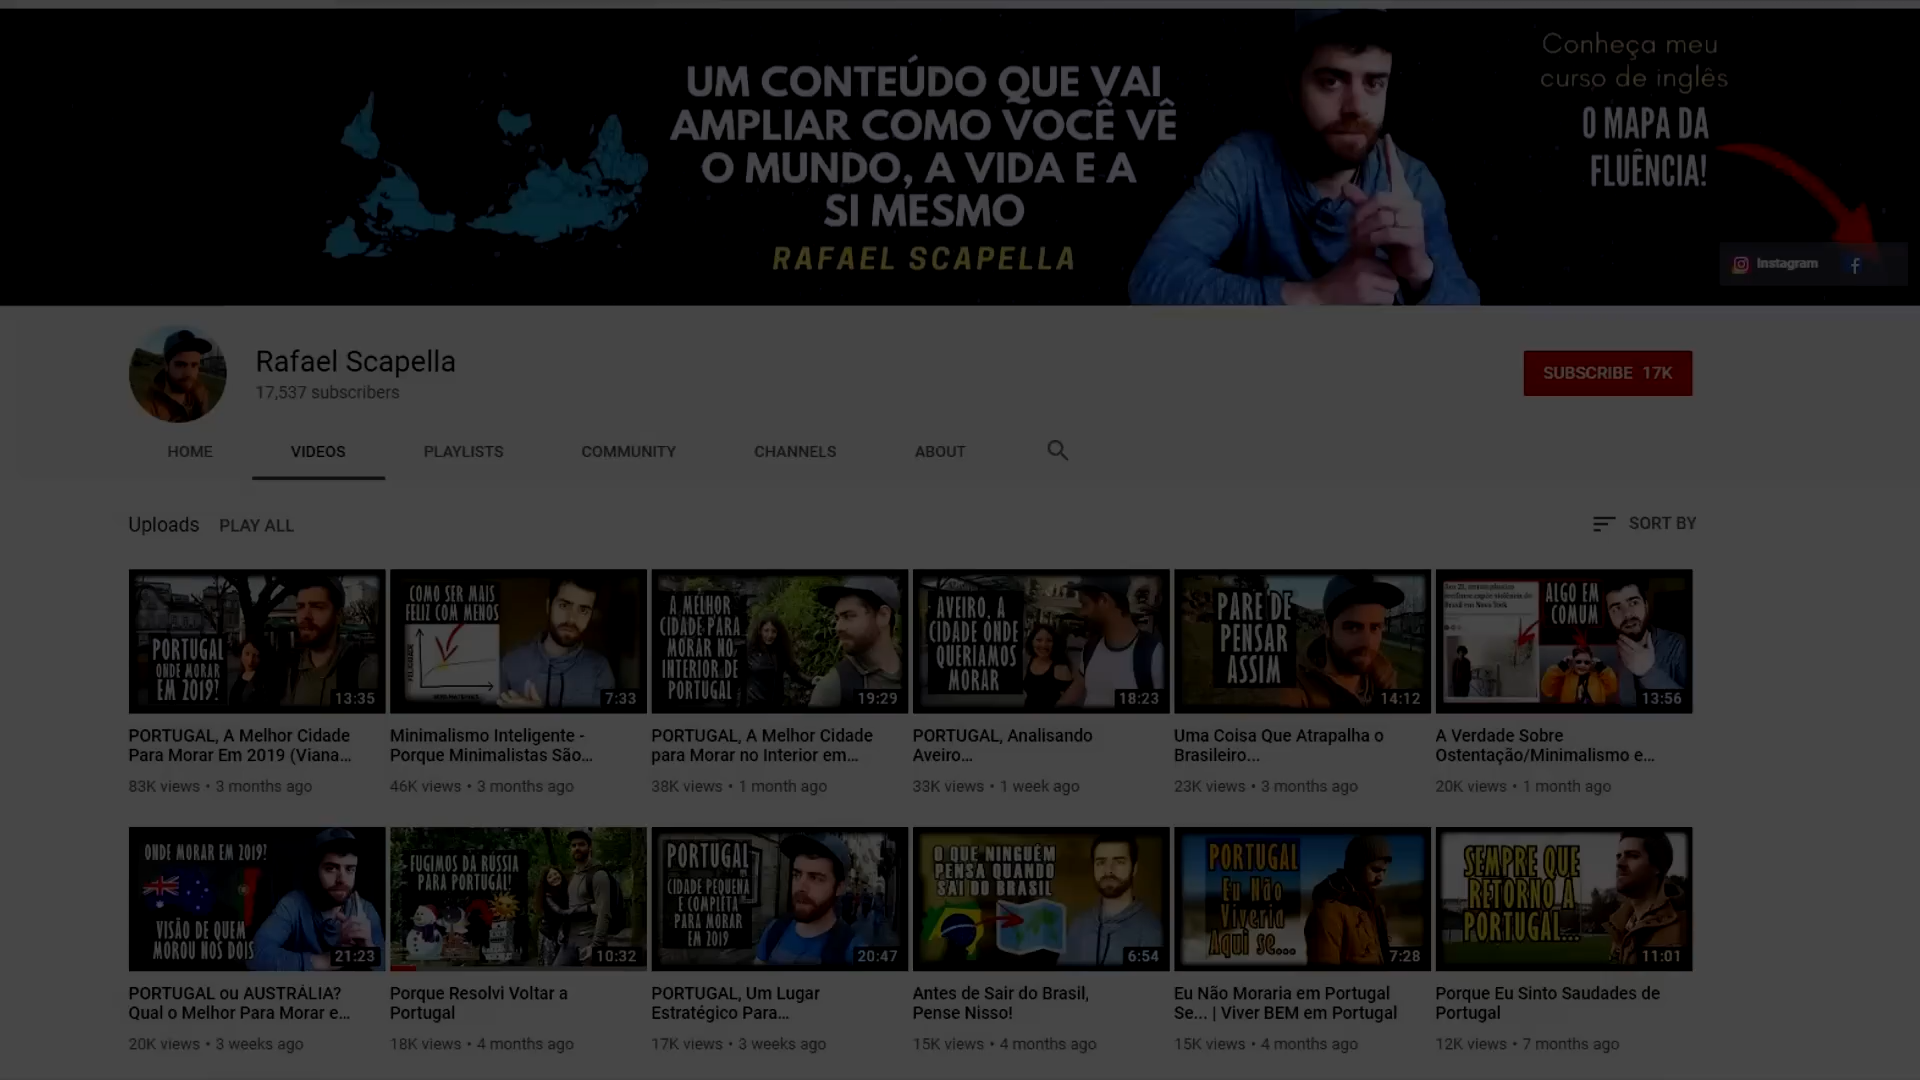 UM CONTEÚDO QUE VAI
AMPLIAR COMO VOCÊ VÊ
O MUNDO, A VIDA E A
SI MESMO
RAFAEL SCAPELLA
Conheça meu
curso de inglês
O MAPA DA
FLUÊNCIA!
Instagram
Rafael Scapella
17,537 subscribers
SUBSCRIBE 17K
HOME VIDEOS PLAYLISTS COMMUNITY CHANNELS ABOUT
Uploads PLAY ALL
SORT BY
PORTUGAL
ONDE MORAR
EM 2019!
13:35
COMO SER MAIS
FELIZ COM MENOS
7:33
A MELHOR
CIDADE PARA
MORAR NO
INTERIOR DE
PORTUGAL
19:29
AVEIRO, A
CIDADE ONDE
QUERIAMOS
MORAR
18:23
PARE DE
PENSAR
ASSIM
14:12
ALGO EM
COMUM
13:56
PORTUGAL, A Melhor Cidade
Para Morar Em 2019 (Viana...
83K views • 3 months ago
Minimalismo Inteligente -
Porque Minimalistas São...
46K views • 3 months ago
PORTUGAL, A Melhor Cidade
para Morar no Interior em...
38K views • 1 month ago
PORTUGAL, Analisando
Aveiro...
33K views • 1 week ago
Uma Coisa Que Atrapalha o
Brasileiro...
23K views • 3 months ago
A Verdade Sobre
Ostentação/Minimalismo e...
20K views • 1 month ago
ONDE MORAR EM 2019?
VISÃO DE QUEM
MOROU NOS DOIS
21:23
FUGIMOS DA RÚSSIA
PARA PORTUGAL!
10:32
PORTUGAL
CIDADE PEQUENA
E COMPLETA
PARA MORAR
EM 2019
20:47
O QUE NINGUÉM
PENSA QUANDO
SAI DO BRASIL
6:54
PORTUGAL
Eu Não
Viveria
Aqui se...
7:28
SEMPRE QUE
RETORNO A
PORTUGAL...
11:01
PORTUGAL ou AUSTRÁLIA?
Qual o Melhor Para Morar e...
20K views • 3 weeks ago
Porque Resolvi Voltar a
Portugal
18K views • 4 months ago
PORTUGAL, Um Lugar
Estratégico Para...
17K views • 3 weeks ago
Antes de Sair do Brasil,
Pense Nisso!
15K views • 4 months ago
Eu Não Moraria em Portugal
Se... | Viver BEM em Portugal
15K views • 4 months ago
Porque Eu Sinto Saudades de
Portugal
12K views • 7 months ago